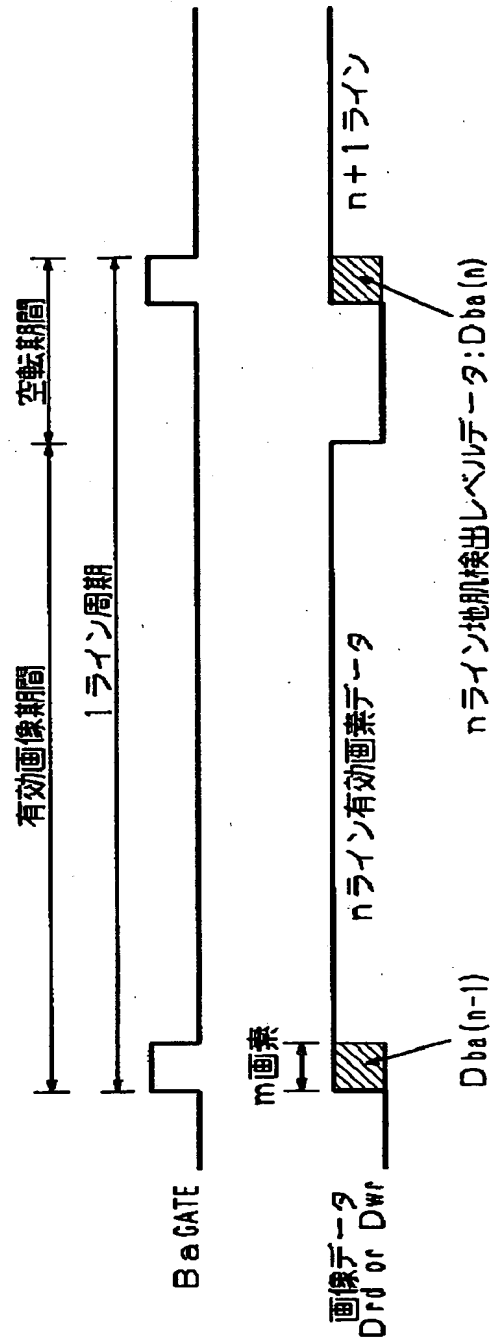 有効画像期間
空転期間
1ライン周期
BaGATE
m画素
画像データ
Drd or Dwr
nライン有効画素データ
n+1ライン
Dba(n-1)
nライン地肌検出レベルデータ:Dba(n)